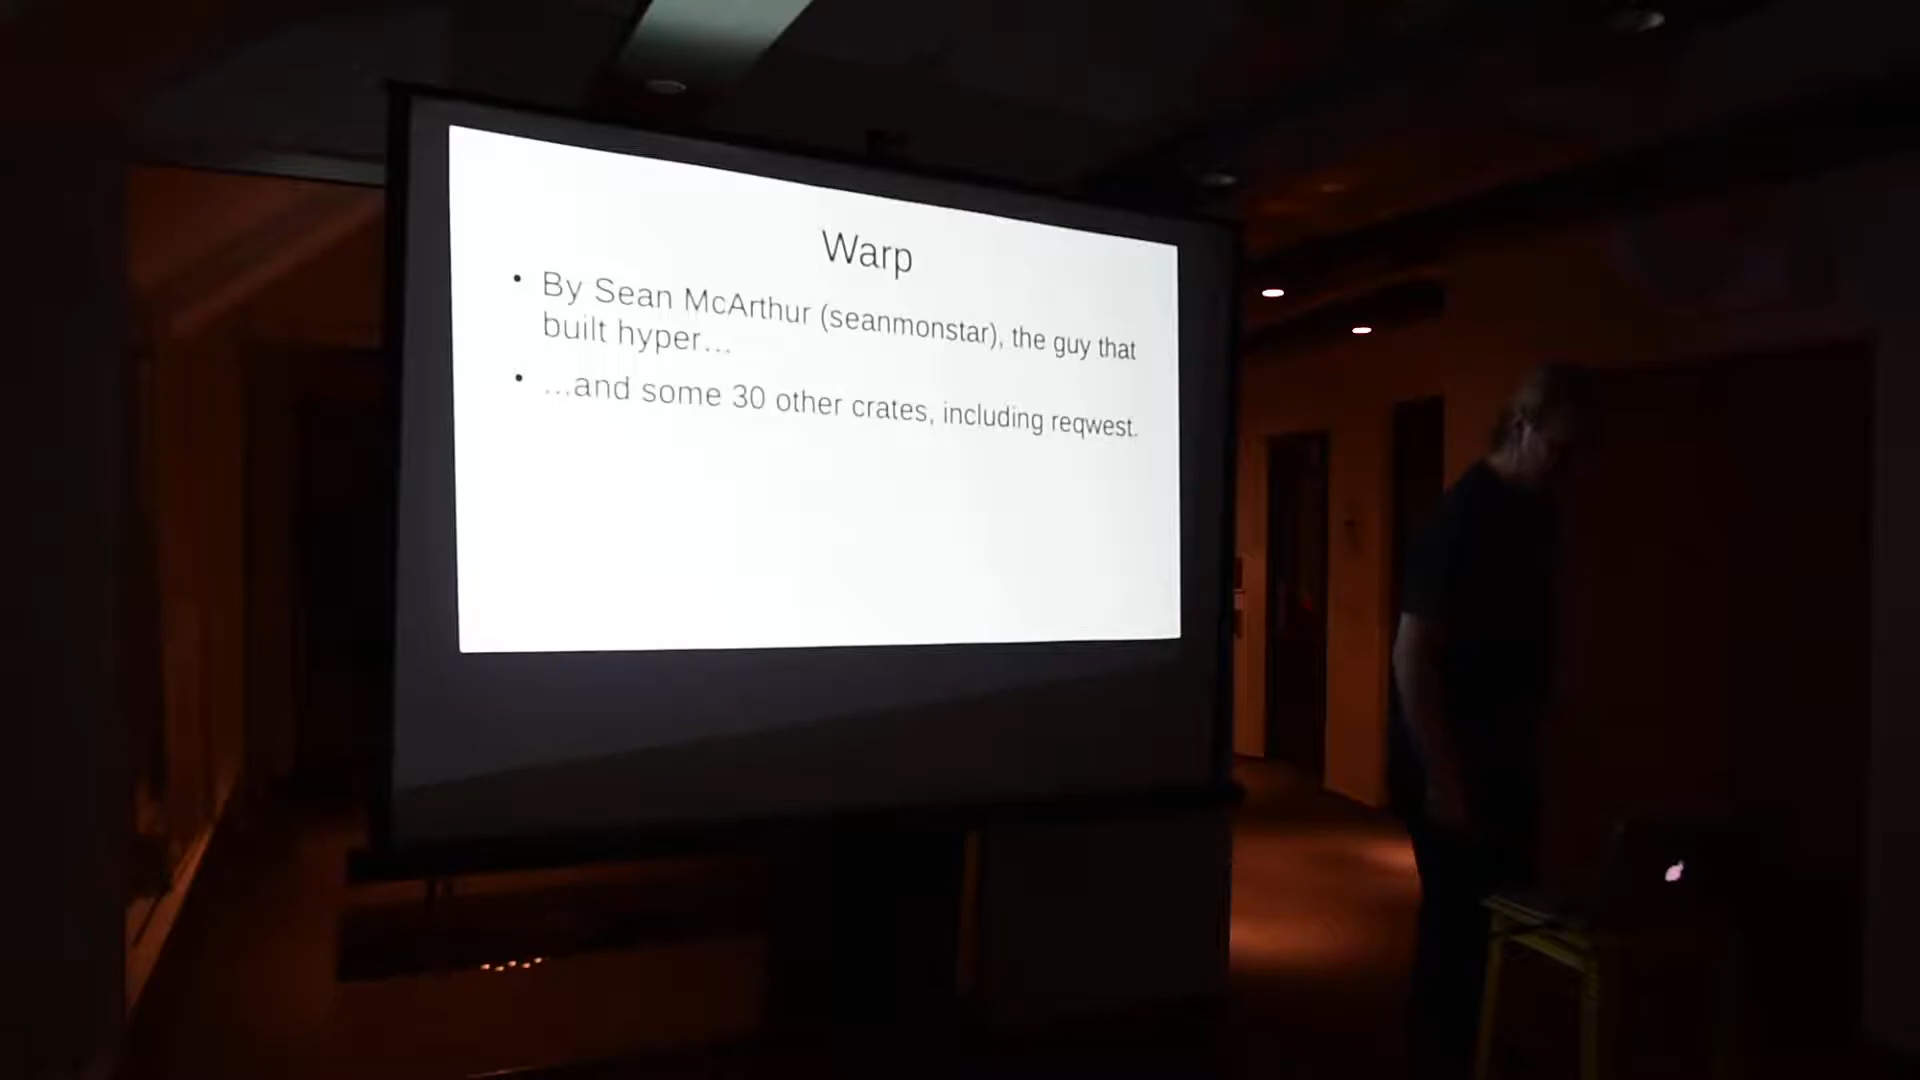 Warp
• By Sean McArthur (seanmonstar), the guy that
built hyper…
• …and some 30 other crates, including reqwest.